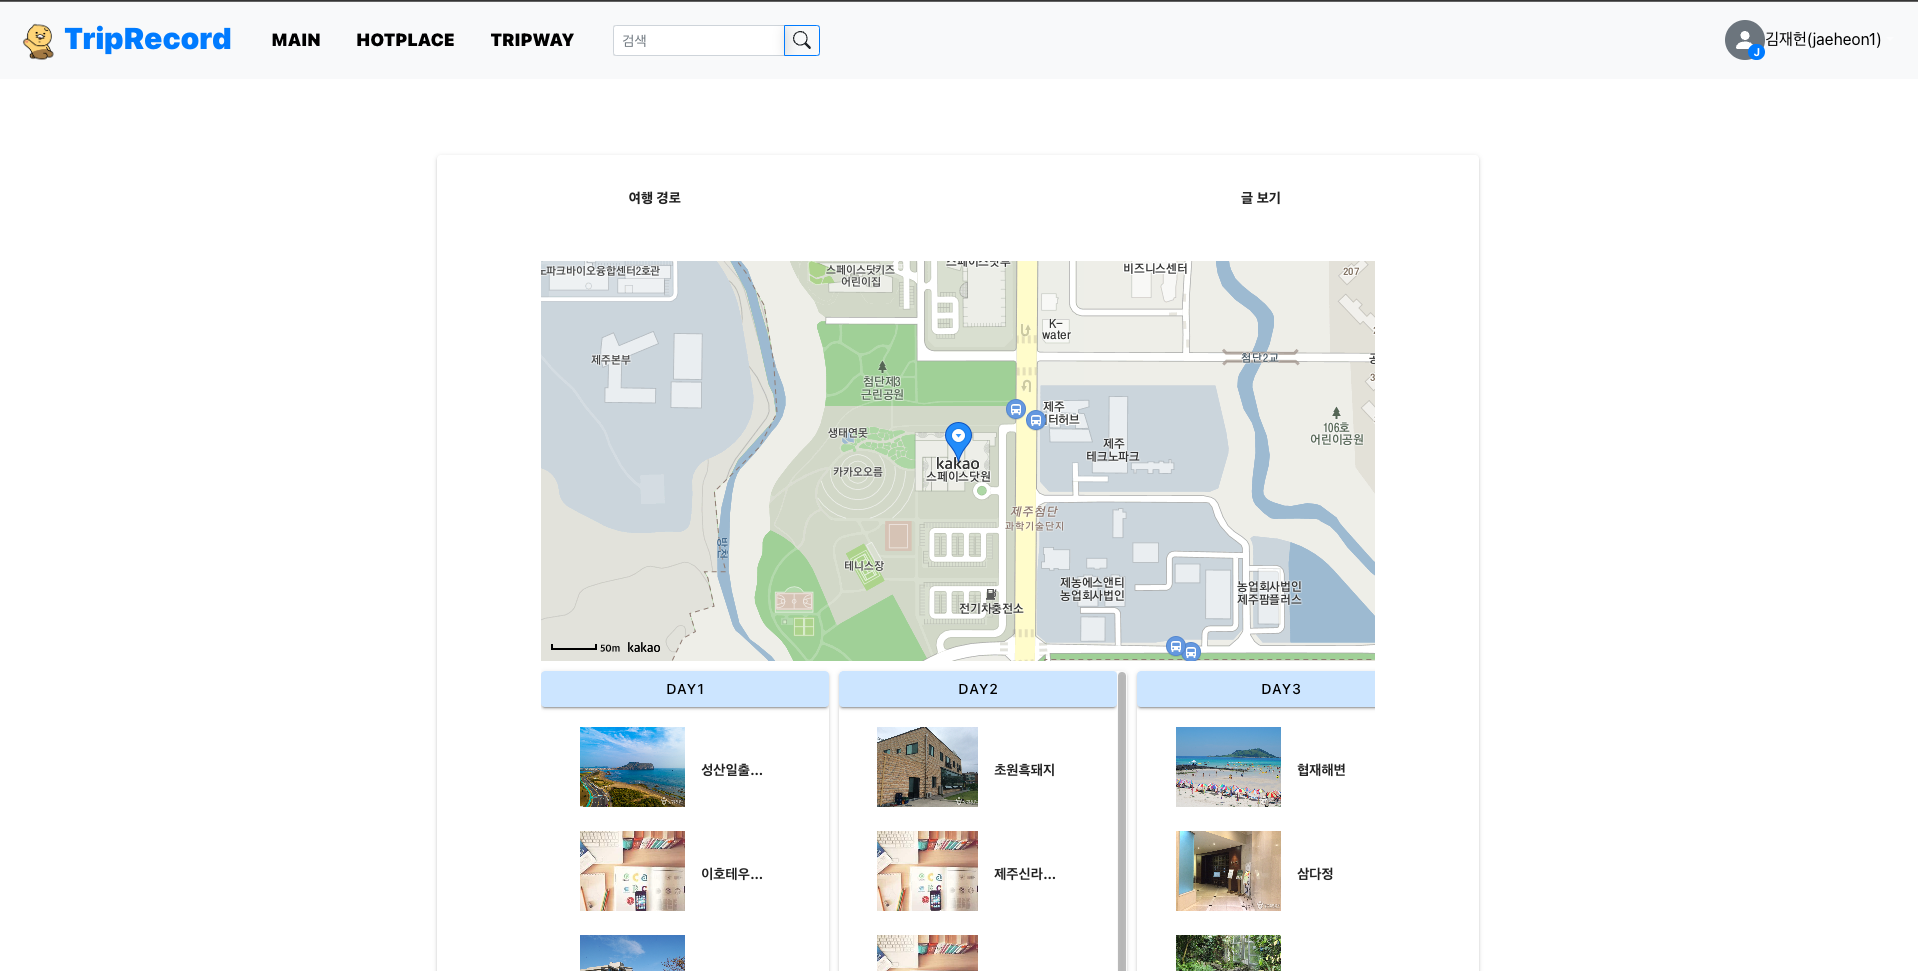 TripRecord
MAIN
HOTPLACE
TRIPWAY
검색
J
김재헌(jaeheon1)
여행 경로
글 보기
노파크바이오융합센터2호관
스페이스닷키즈
어린이집
비즈니스센터
207
K-
water
제주본부
첨단2교
첨단제3
근린공원
제주
106호
어린이공원
생태연못
제주
테크노파크
카카오오름
kakao
스페이스닷원
제주첨단
과학기술단지
테니스장
제농에스앤티
농업회사법인
농업회사법인
제주팜플러스
전기차충전소
50m
kakao
DAY1
DAY2
DAY3
성산일출...
초원흑돼지
협재해변
이호테우...
제주신라...
삼다정